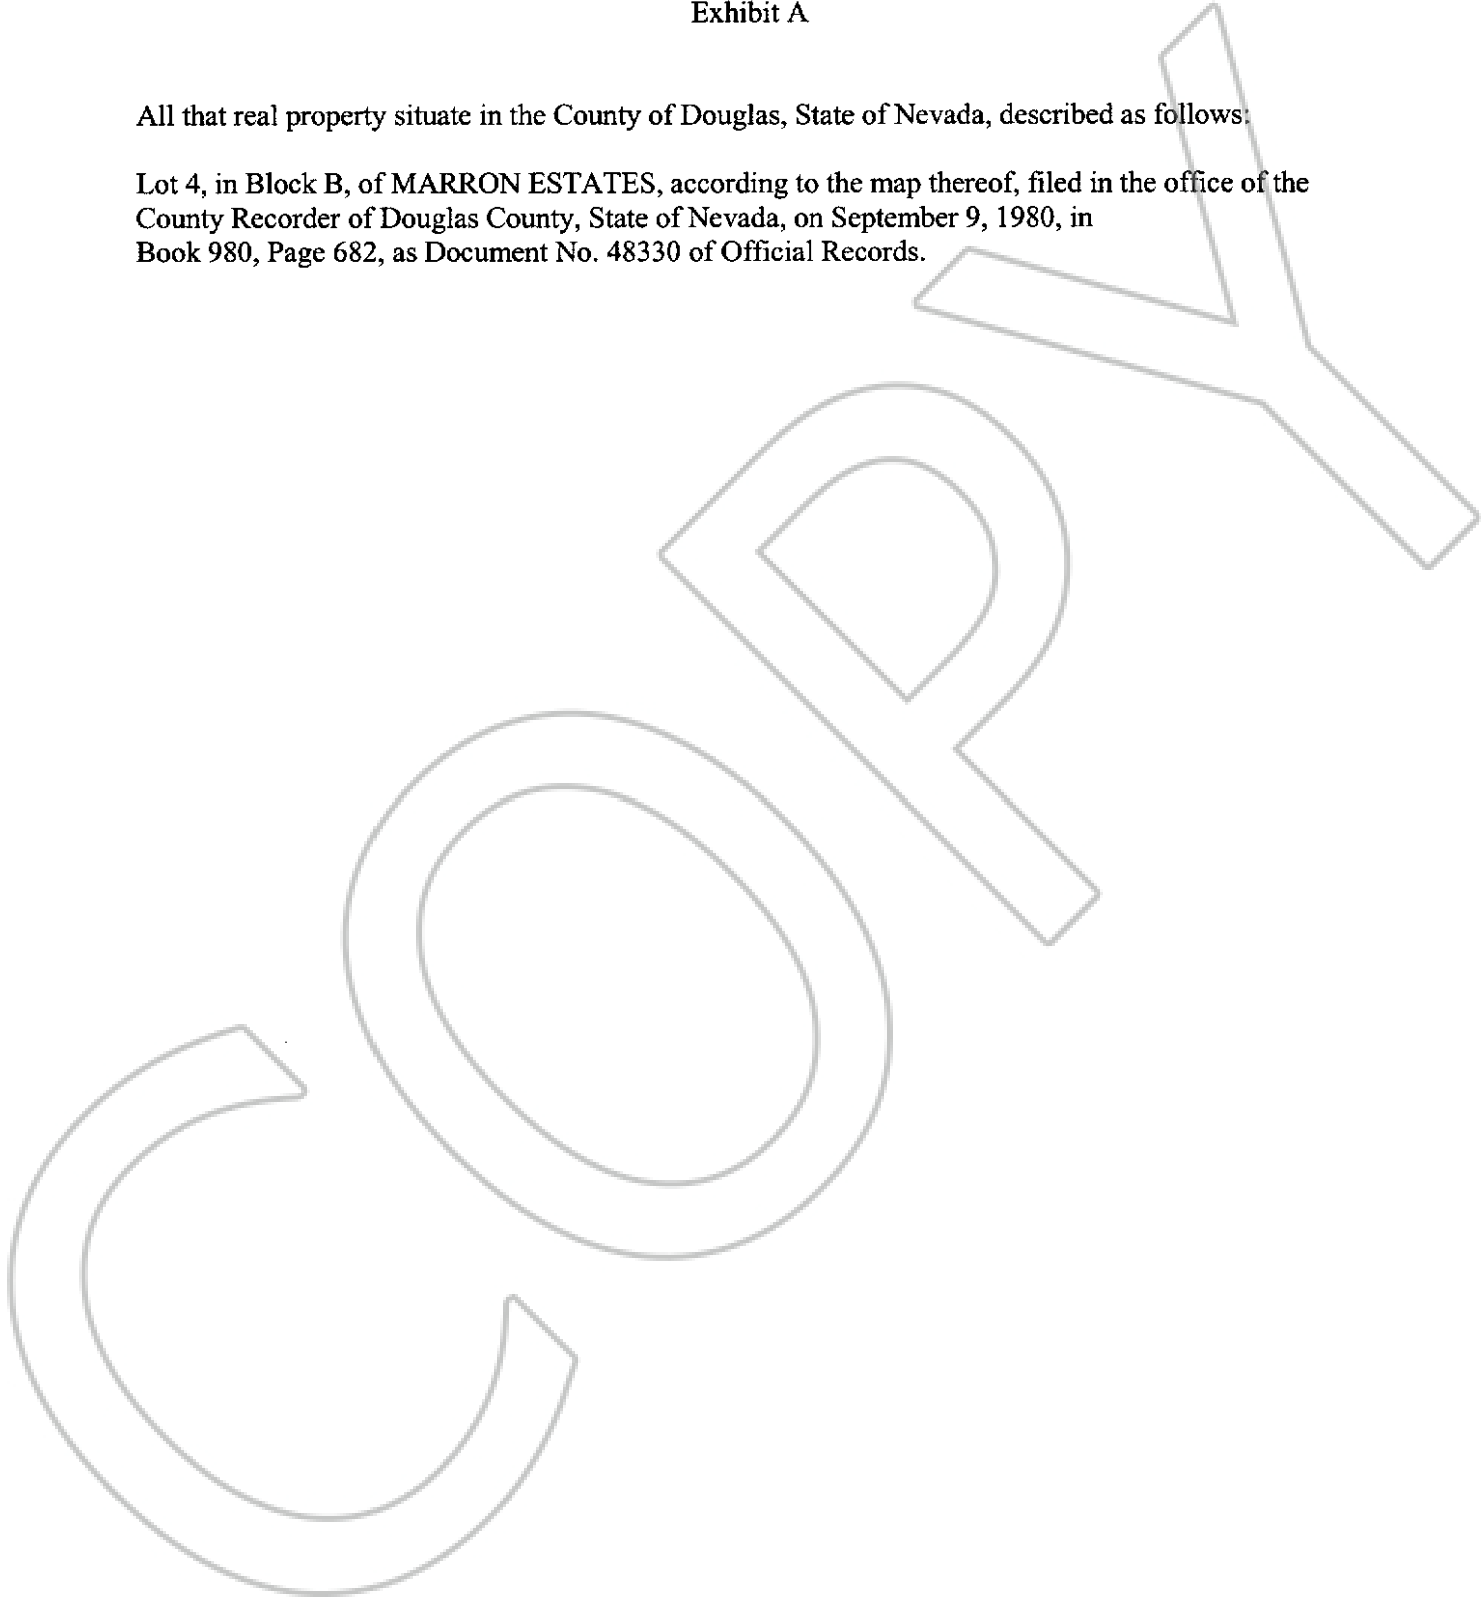 Exhibit A
All that real property situate in the County of Douglas, State of Nevada, described as follows:
Lot 4, in Block B, of MARRON ESTATES, according to the map thereof, filed in the office of the
County Recorder of Douglas County, State of Nevada, on September 9, 1980, in
Book 980, Page 682, as Document No. 48330 of Official Records.
COPY